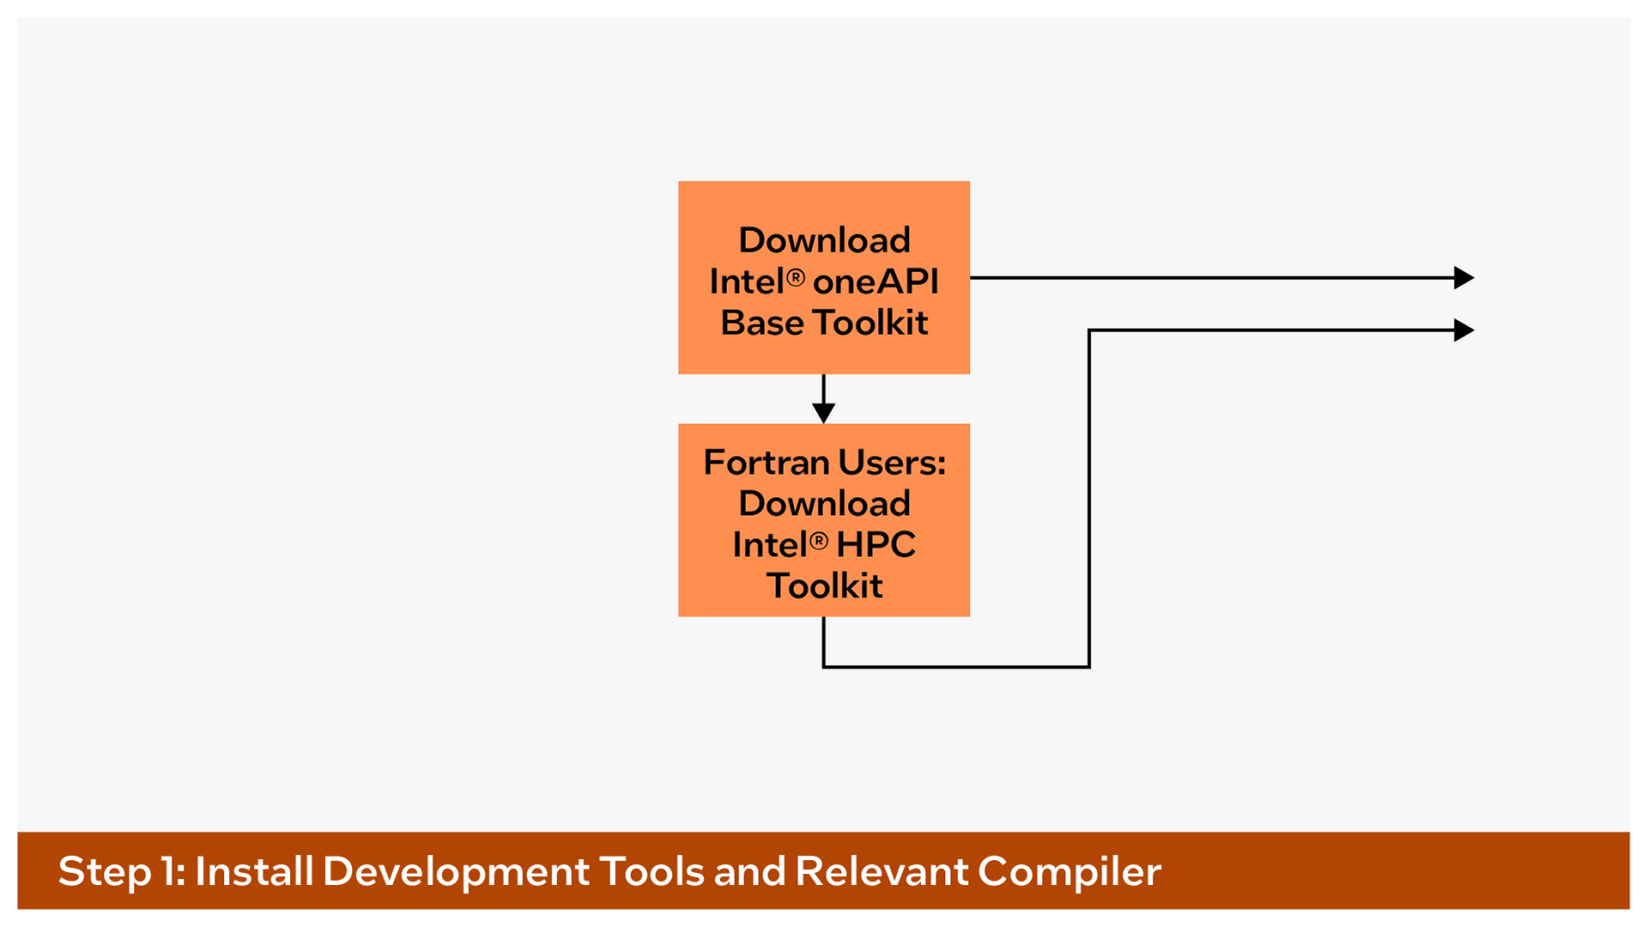 Download
Intel® oneAPI
Base Toolkit
Fortran Users:
Download
Intel® HPC
Toolkit
Step 1: Install Development Tools and Relevant Compiler